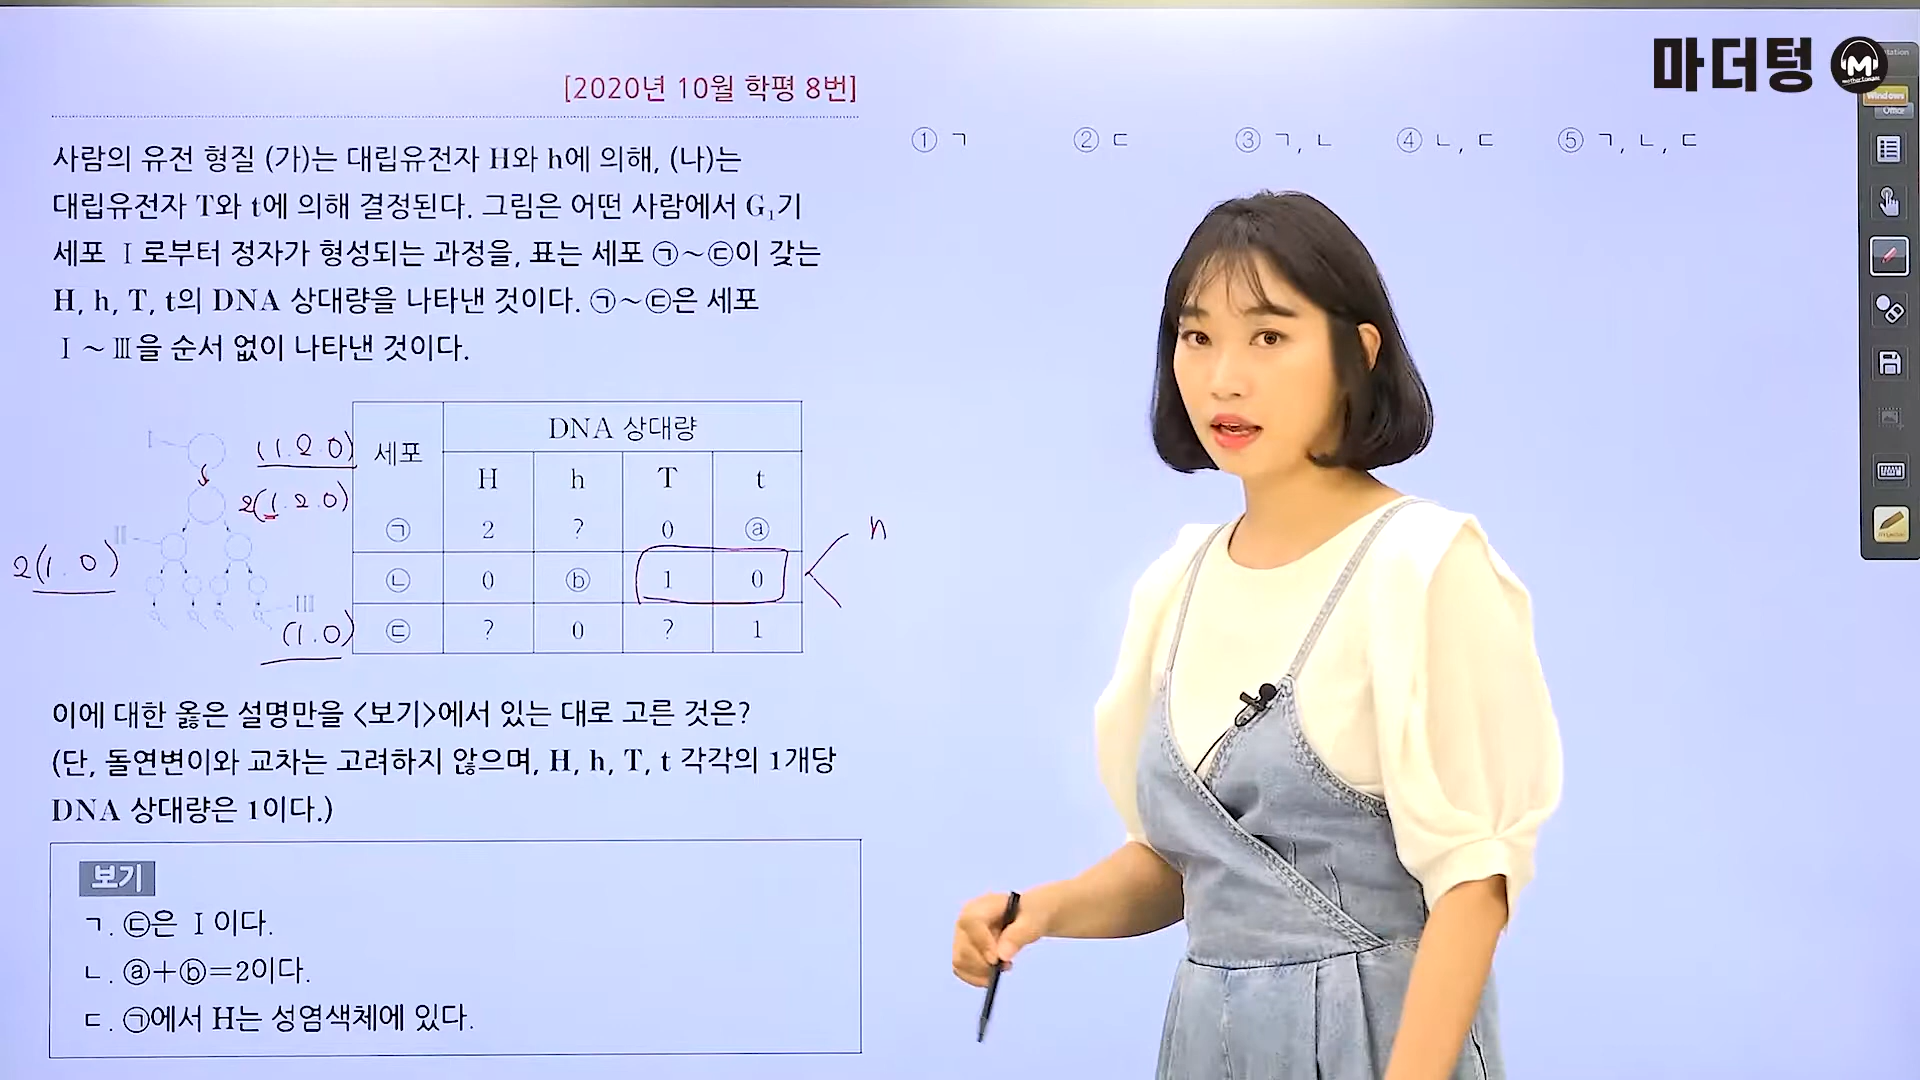 마더텅
[2020년 10월 학평 8번]
① ㄱ ② ㄷ ③ ㄱ, ㄴ ④ ㄴ, ㄷ ⑤ ㄱ, ㄴ, ㄷ
사람의 유전 형질 (가)는 대립유전자 H와 h에 의해, (나)는
대립유전자 T와 t에 의해 결정된다. 그림은 어떤 사람에서 G₁기
세포 Ⅰ로부터 정자가 형성되는 과정을, 표는 세포 ㉠~㉢이 갖는
H, h, T, t의 DNA 상대량을 나타낸 것이다. ㉠~㉢은 세포
Ⅰ~Ⅲ을 순서 없이 나타낸 것이다.
Ⅰ (1.2.0)
2(1.2.0)
Ⅱ 2(1.0)
Ⅲ (1.0)
세포 DNA 상대량
H h T t
㉠ 2 ? 0 ⓐ
㉡ 0 ⓑ 1 0
㉢ ? 0 ? 1
n
이에 대한 옳은 설명만을 <보기>에서 있는 대로 고른 것은?
(단, 돌연변이와 교차는 고려하지 않으며, H, h, T, t 각각의 1개당
DNA 상대량은 1이다.)
보기
ㄱ. ㉢은 Ⅰ이다.
ㄴ. ⓐ+ⓑ=2이다.
ㄷ. ㉠에서 H는 성염색체에 있다.